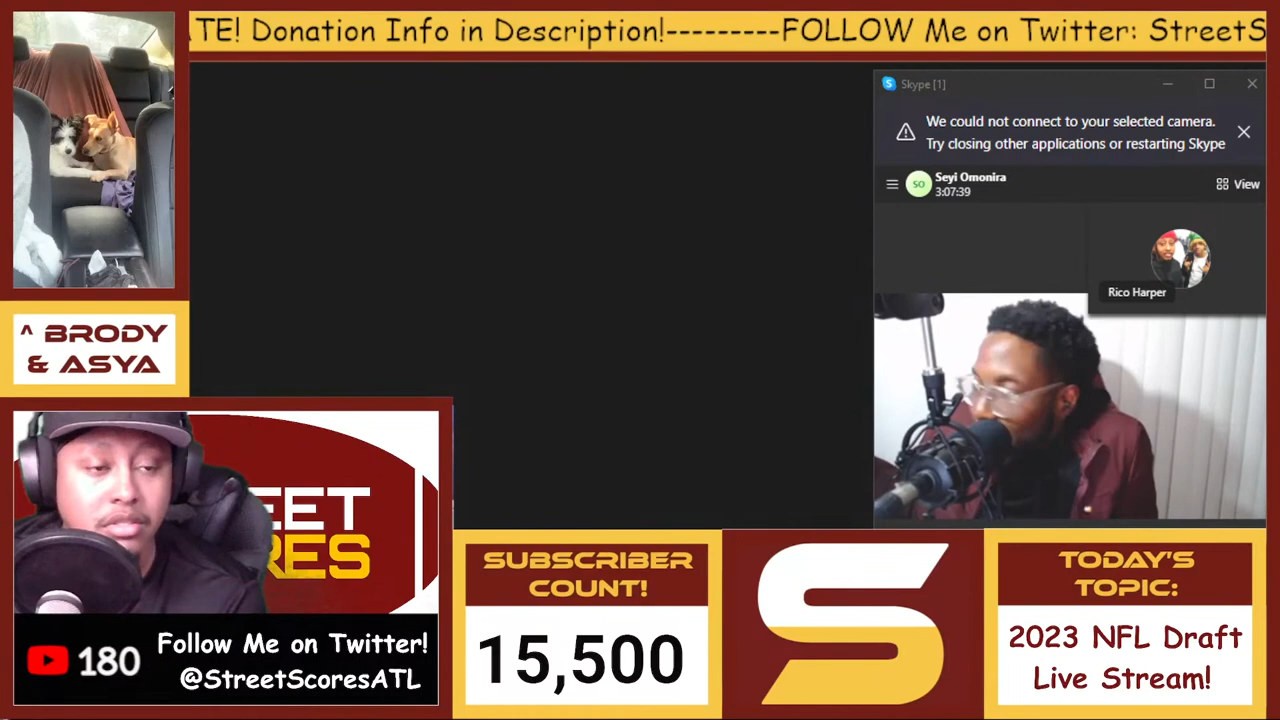 TE! Donation Info in Description!---------FOLLOW Me on Twitter: StreetS
Skype [1]
We could not connect to your selected camera.
Try closing other applications or restarting Skype
SO
Seyi Omonira
3:07:39
View
Rico Harper
^ BRODY
& ASYA
EET
RES
180
Follow Me on Twitter!
@StreetScoresATL
SUBSCRIBER
COUNT!
15,500
S
TODAY'S
TOPIC:
2023 NFL Draft
Live Stream!